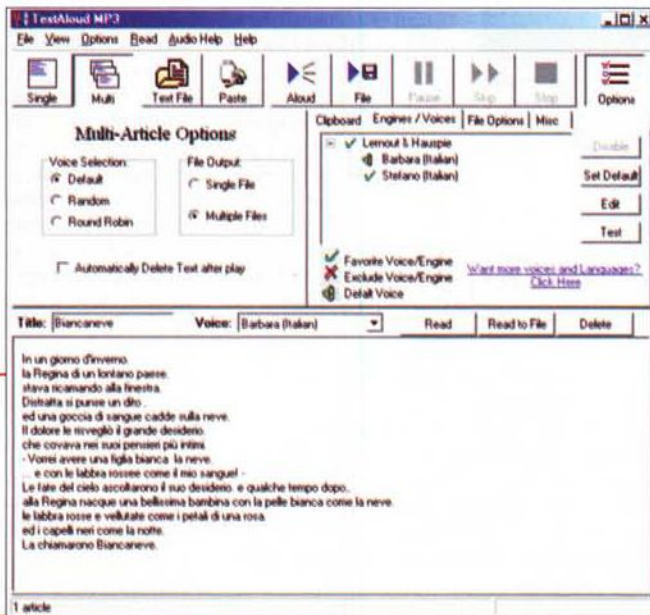 TextAloud MP3
File View Options Read Audio Help Help
Single Multi Text File Paste Aloud File Pause Skip Stop Options
Multi-Article Options
Voice Selection:
Default
Random
Round Robin
File Output:
Single File
Multiple Files
Automatically Delete Text after play
Clipboard Engines / Voices File Options Misc
Lernout & Hauspie
Barbara (Italian)
Stefano (Italian)
Disable
Set Default
Edit
Test
Favorite Voice/Engine
Exclude Voice/Engine
Defalt Voice
Want more voices and Languages?
Click Here
Title: Biancaneve Voice: Barbara (Italian) Read Read to File Delete
In un giorno d'inverno.
la Regina di un lontano paese.
stava ricamando alla finestra.
Distratta si punse un dito .
ed una goccia di sangue cadde sulla neve.
Il dolore le risvegliò il grande desiderio.
che covava nei suoi pensieri più intimi.
- Vorrei avere una figlia bianca la neve.
... e con le labbra rossee come il mio sangue! -
Le fate del cielo ascoltarono il suo desiderio. e qualche tempo dopo..
alla Regina nacque una bellissima bambina con la pelle bianca come la neve.
le labbra rosse e vellutate come i petali di una rosa.
ed i capelli neri come la notte.
La chiamarono Biancaneve.
1 article